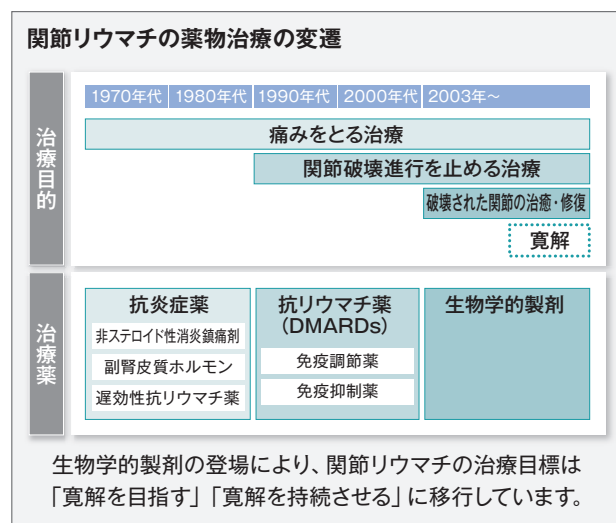 関節リウマチの薬物治療の変遷
治療目的
1970年代 1980年代 1990年代 2000年代 2003年～
痛みをとる治療
関節破壊進行を止める治療
破壊された関節の治癒・修復
寛解
治療薬
抗炎症薬
非ステロイド性消炎鎮痛剤
副腎皮質ホルモン
遅効性抗リウマチ薬
抗リウマチ薬
(DMARDs)
免疫調節薬
免疫抑制薬
生物学的製剤
生物学的製剤の登場により、関節リウマチの治療目標は
「寛解を目指す」「寛解を持続させる」に移行しています。